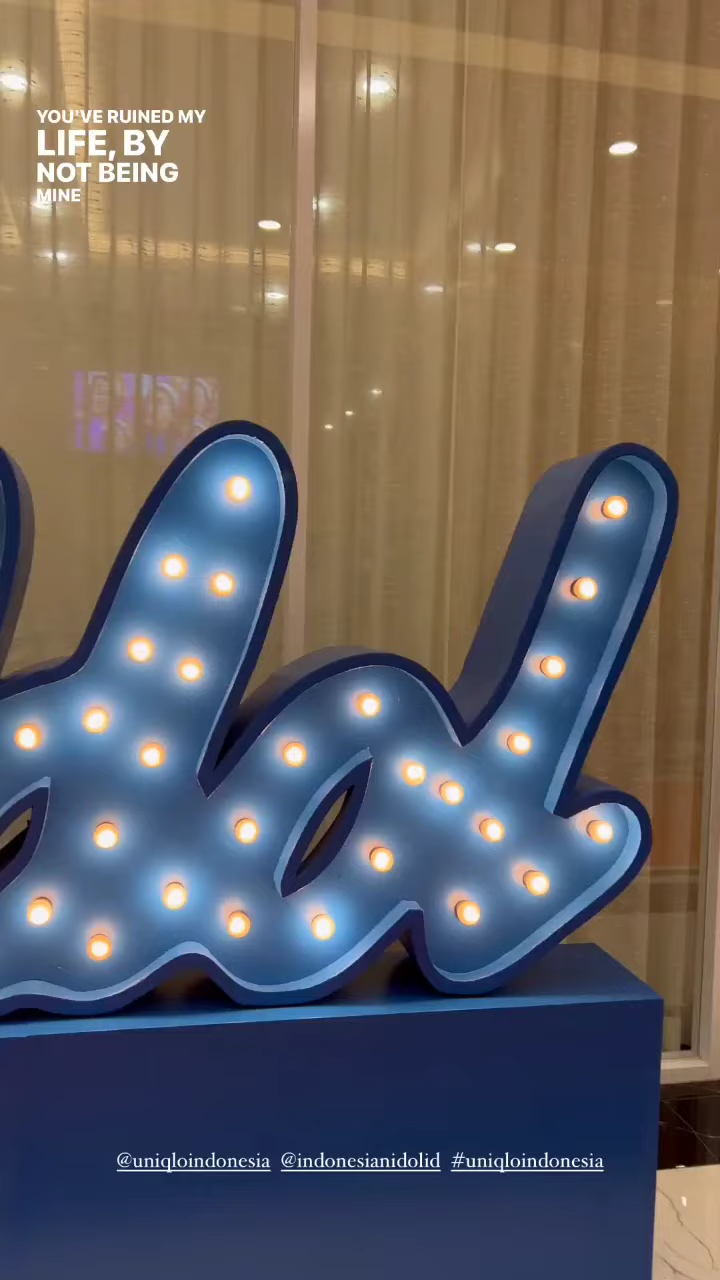 YOU'VE RUINED MY
LIFE, BY
NOT BEING
MINE
@uniqloindonesia @indonesianidolid #uniqloindonesia